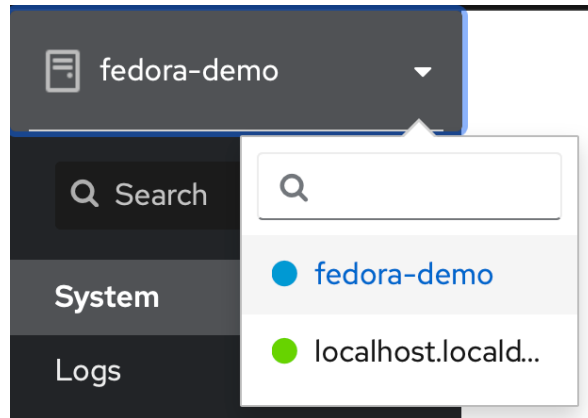 fedora-demo
Search
System
Logs
fedora-demo
localhost.locald...